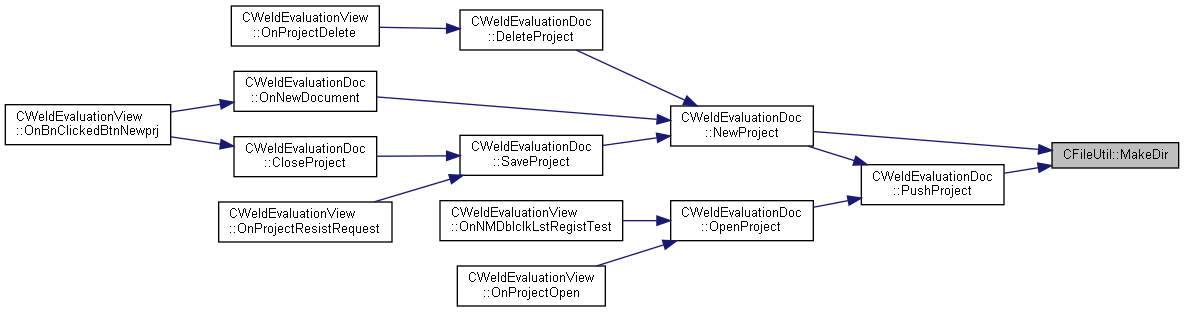 CWeldEvaluationView
::OnProjectDelete
CWeldEvaluationDoc
::DeleteProject
CWeldEvaluationDoc
::OnNewDocument
CWeldEvaluationView
::OnBnClickedBtnNewprj
CWeldEvaluationDoc
::NewProject
CWeldEvaluationDoc
::CloseProject
CWeldEvaluationDoc
::SaveProject
CFileUtil::MakeDir
CWeldEvaluationDoc
::PushProject
CWeldEvaluationView
::OnProjectResistRequest
CWeldEvaluationView
::OnNMDblclkLstRegistTest
CWeldEvaluationDoc
::OpenProject
CWeldEvaluationView
::OnProjectOpen